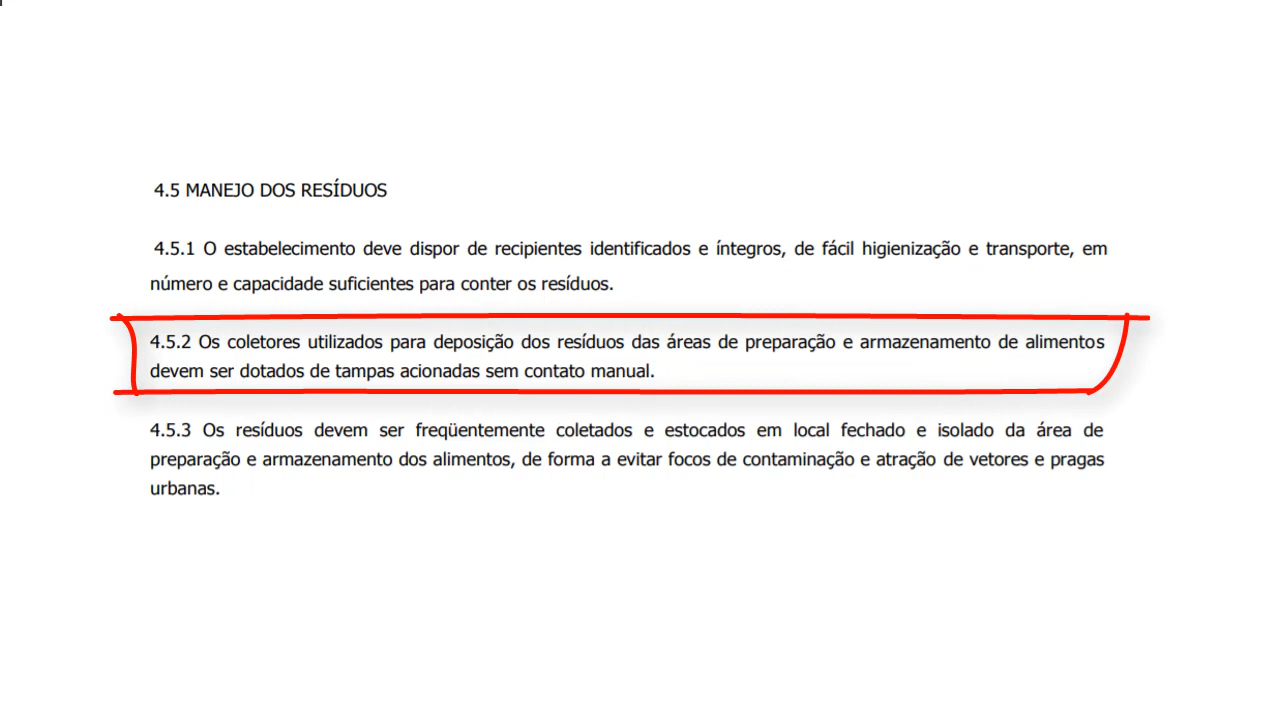 4.5 MANEJO DOS RESÍDUOS
4.5.1 O estabelecimento deve dispor de recipientes identificados e íntegros, de fácil higienização e transporte, em
número e capacidade suficientes para conter os resíduos.
4.5.2 Os coletores utilizados para deposição dos resíduos das áreas de preparação e armazenamento de alimentos
devem ser dotados de tampas acionadas sem contato manual.
4.5.3 Os resíduos devem ser freqüentemente coletados e estocados em local fechado e isolado da área de
preparação e armazenamento dos alimentos, de forma a evitar focos de contaminação e atração de vetores e pragas
urbanas.